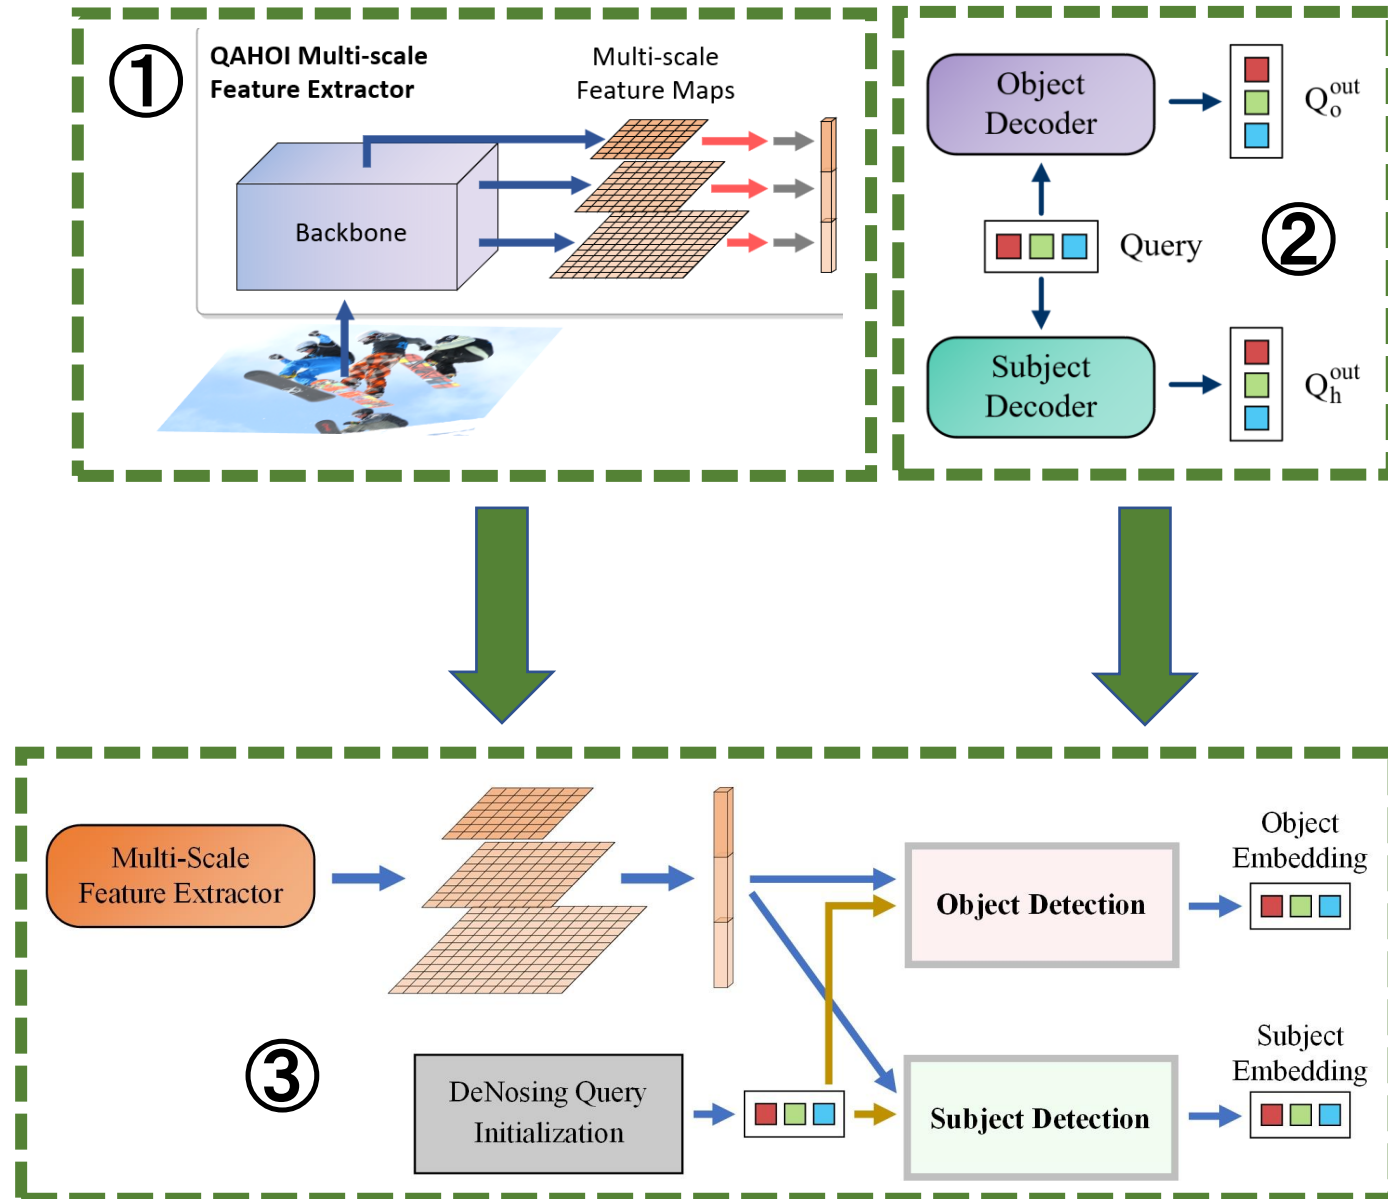 ①
QAHOI Multi-scale
Feature Extractor
Multi-scale
Feature Maps
Backbone
②
Object
Decoder
Q_o^out
Query
Subject
Decoder
Q_h^out
③
Multi-Scale
Feature Extractor
Object Detection
Object
Embedding
DeNosing Query
Initialization
Subject Detection
Subject
Embedding